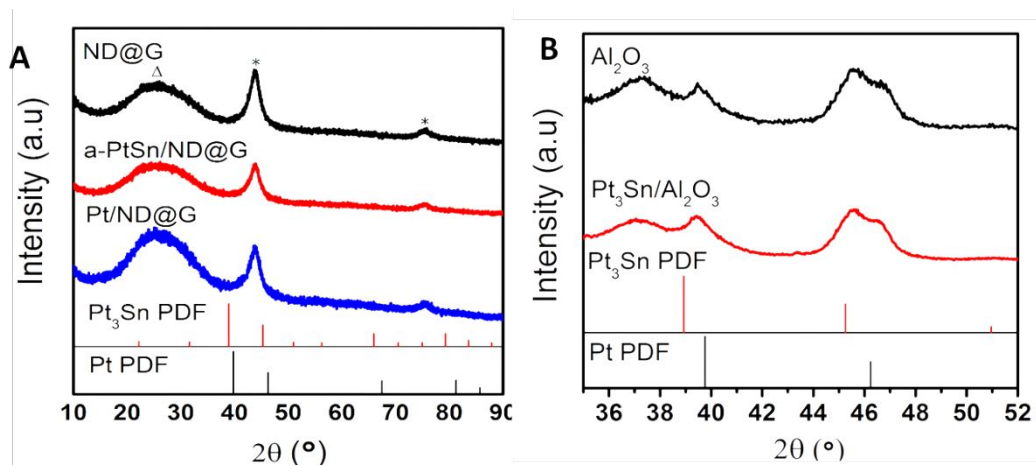 A
ND@G
Δ
*
*
a-PtSn/ND@G
Pt/ND@G
Pt₃Sn PDF
Pt PDF
10 20 30 40 50 60 70 80 90
2θ (°)
Intensity (a.u)
B
Al₂O₃
Pt₃Sn/Al₂O₃
Pt₃Sn PDF
Pt PDF
36 38 40 42 44 46 48 50 52
2θ (°)
Intensity (a.u)